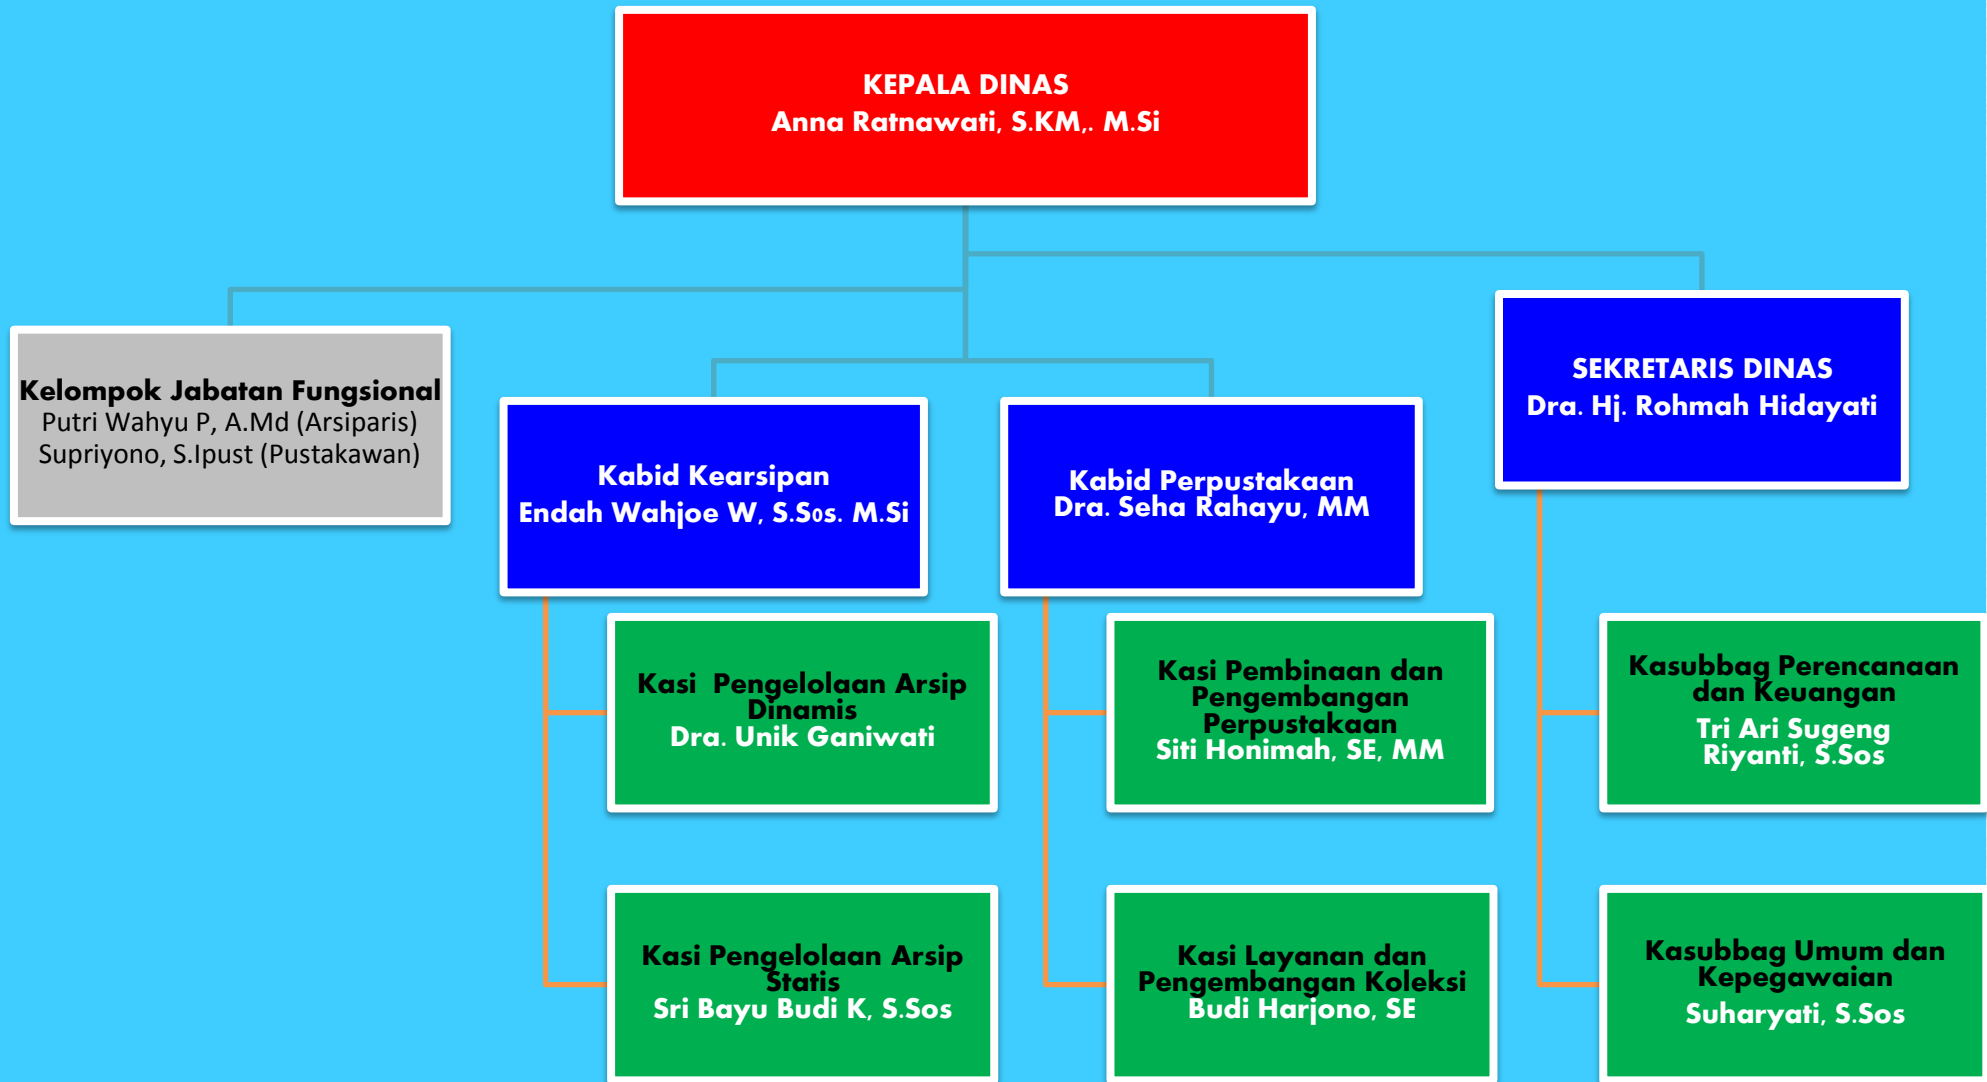 KEPALA DINAS
Anna Ratnawati, S.KM,. M.Si
Kelompok Jabatan Fungsional
Putri Wahyu P, A.Md (Arsiparis)
Supriyono, S.Ipust (Pustakawan)
Kabid Kearsipan
Endah Wahjoe W, S.S0s. M.Si
Kabid Perpustakaan
Dra. Seha Rahayu, MM
SEKRETARIS DINAS
Dra. Hj. Rohmah Hidayati
Kasi Pengelolaan Arsip
Dinamis
Dra. Unik Ganiwati
Kasi Pembinaan dan
Pengembangan
Perpustakaan
Siti Honimah, SE, MM
Kasubbag Perencanaan
dan Keuangan
Tri Ari Sugeng
Riyanti, S.Sos
Kasi Pengelolaan Arsip
Statis
Sri Bayu Budi K, S.Sos
Kasi Layanan dan
Pengembangan Koleksi
Budi Harjono, SE
Kasubbag Umum dan
Kepegawaian
Suharyati, S.Sos